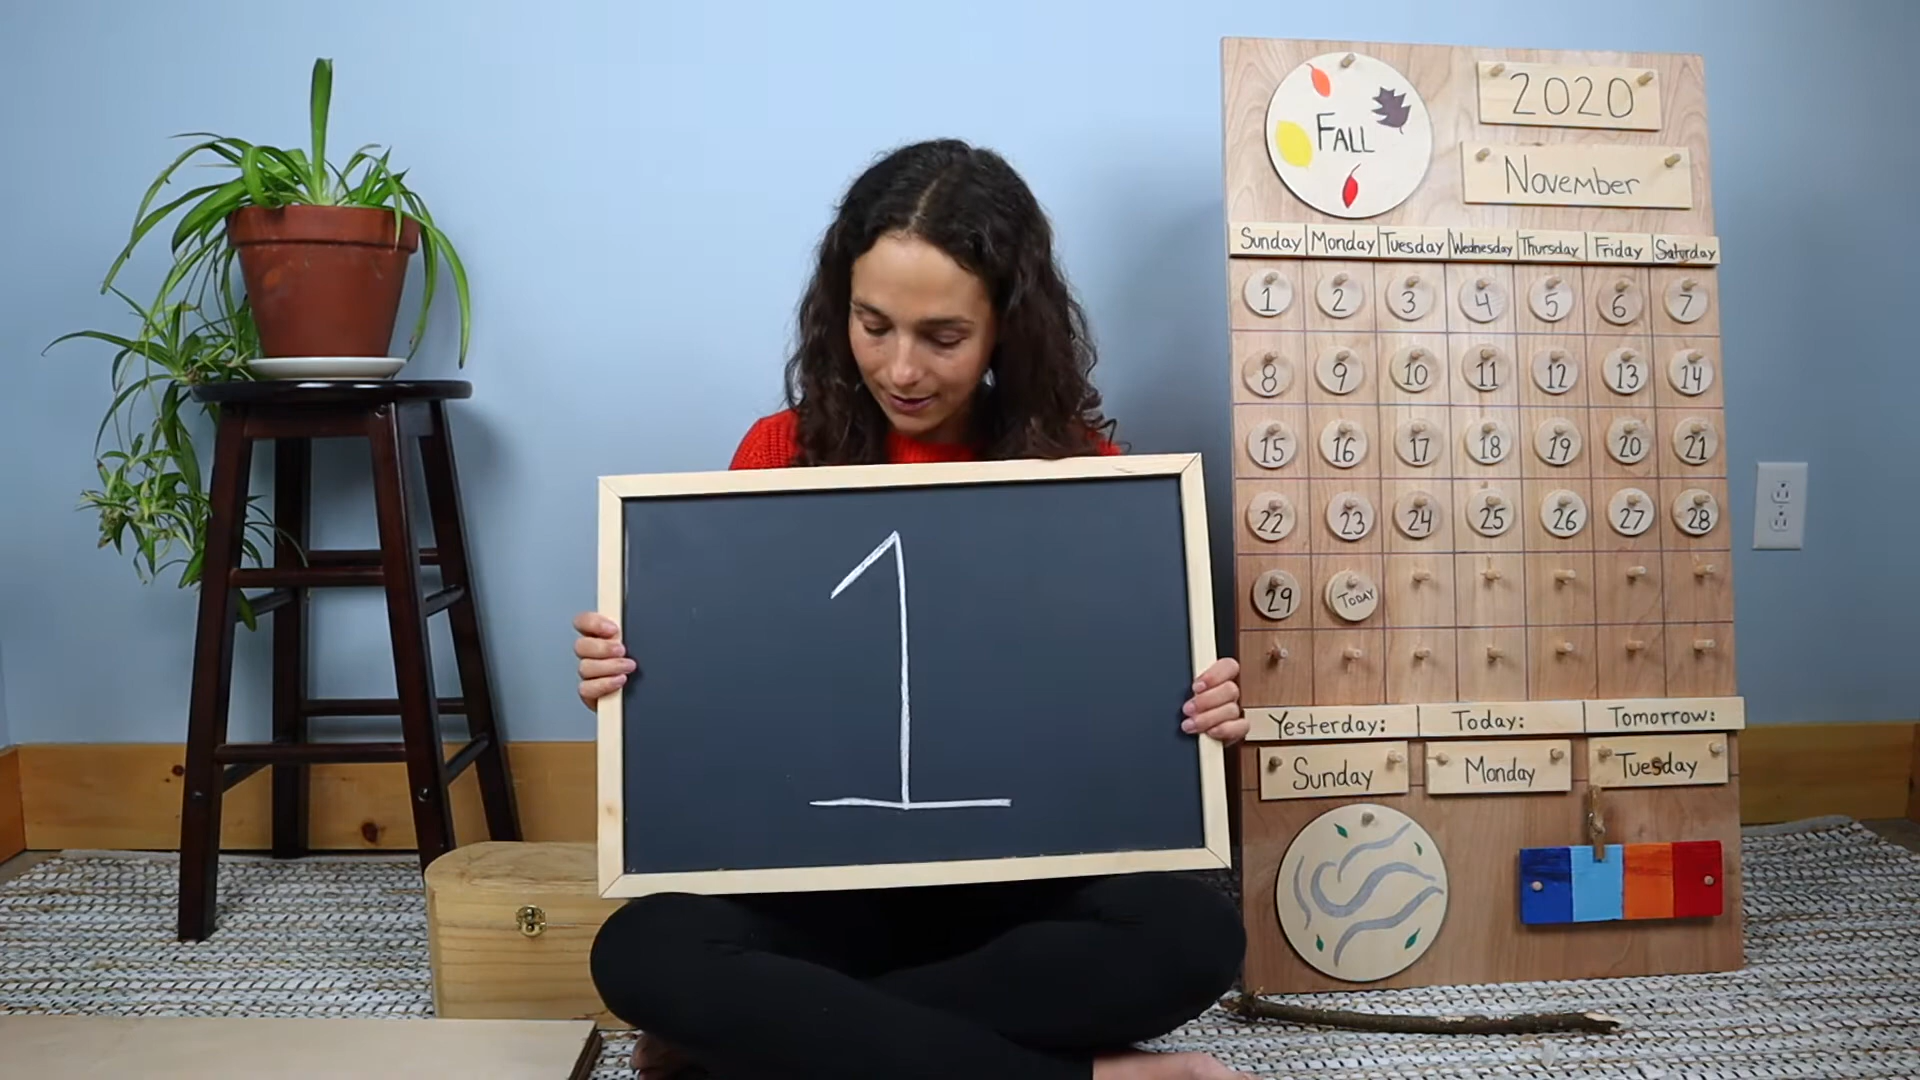 FALL
2020
November
Sunday Monday Tuesday Wednesday Thursday Friday Saturday
1 2 3 4 5 6 7
8 9 10 11 12 13 14
15 16 17 18 19 20 21
22 23 24 25 26 27 28
29 TODAY
Yesterday: Today: Tomorrow:
Sunday Monday Tuesday
1